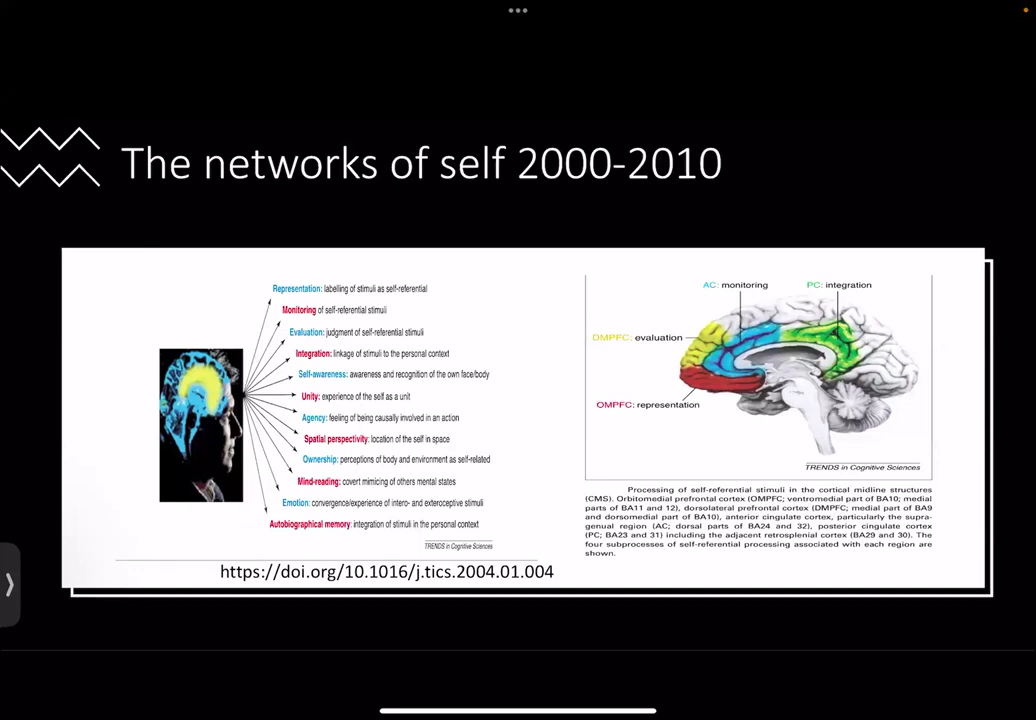 The networks of self 2000-2010
Representation: labelling of stimuli as self-referential
Monitoring of self-referential stimuli
Evaluation: judgment of self-referential stimuli
Integration: linkage of stimuli to the personal context
Self-awareness: awareness and recognition of the own face/body
Unity: experience of the self as a unit
Agency: feeling of being causally involved in an action
Spatial perspectivity: location of the self in space
Ownership: perceptions of body and environment as self-related
Mind-reading: covert mimicing of others mental states
Emotion: convergence/experience of intero- and exteroceptive stimuli
Autobiographical memory: integration of stimuli in the personal context
TRENDS in Cognitive Sciences
https://doi.org/10.1016/j.tics.2004.01.004
AC: monitoring
PC: integration
DMPFC: evaluation
OMPFC: representation
TRENDS in Cognitive Sciences
Processing of self-referential stimuli in the cortical midline structures
(CMS). Orbitomedial prefontal cortex (OMPFC; ventromedial part of BA10; medial
parts of BA11 and 12), dorsolateral prefrontal cortex (DMPFC; medial part of BA9
and dorsomedial part of BA10), anterior cingulate cortex, particularly the supra-
genual region (AC; dorsal parts of BA24 and 32), posterior cingulate cortex
(PC; BA23 and 31) including the adjacent retrosplenial cortex (BA29 and 30). The
four subprocesses of self-referential processing associated with each region are
shown.